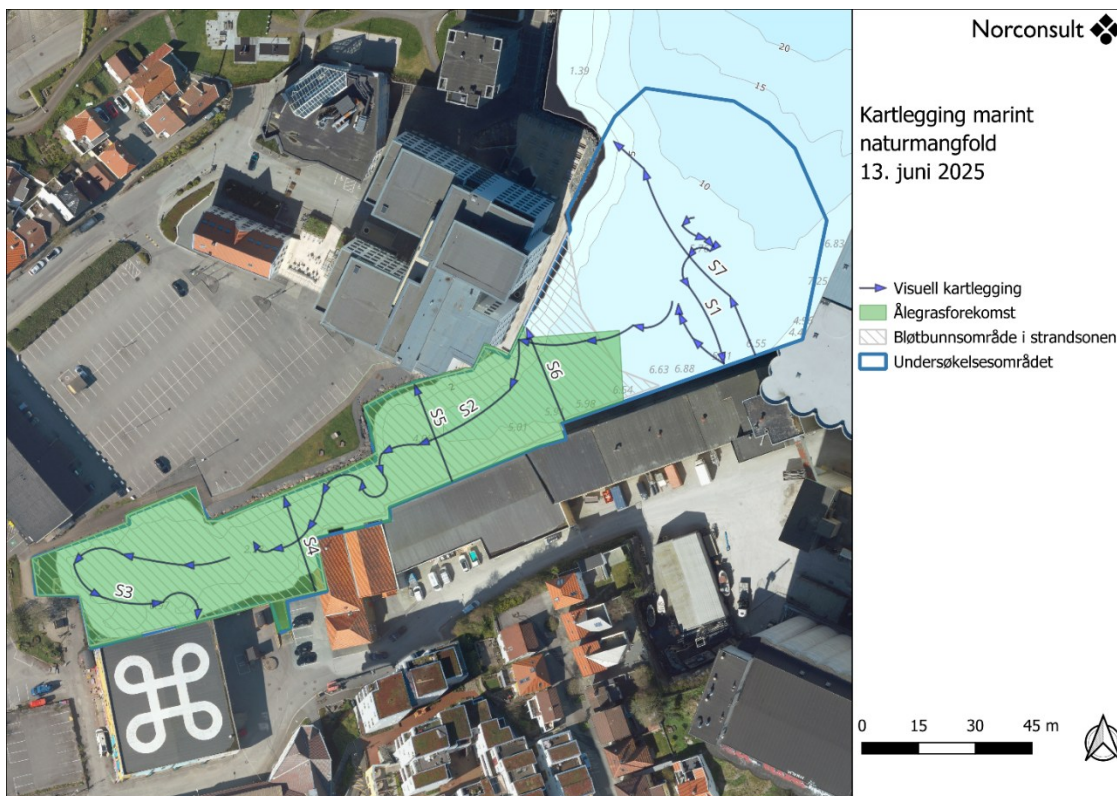 Norconsult
Kartlegging marint
naturmangfold
13. juni 2025
Visuell kartlegging
Ålegrasforekomst
Bløtbunnsområde i strandsonen
Undersøkelsesområdet
0 15 30 45 m
20
15
1.39
5
10
6.83
7.25
S7
S1
6.55
6.63 6.88
S6
S5
S2
5.98
5.01
S4
S3